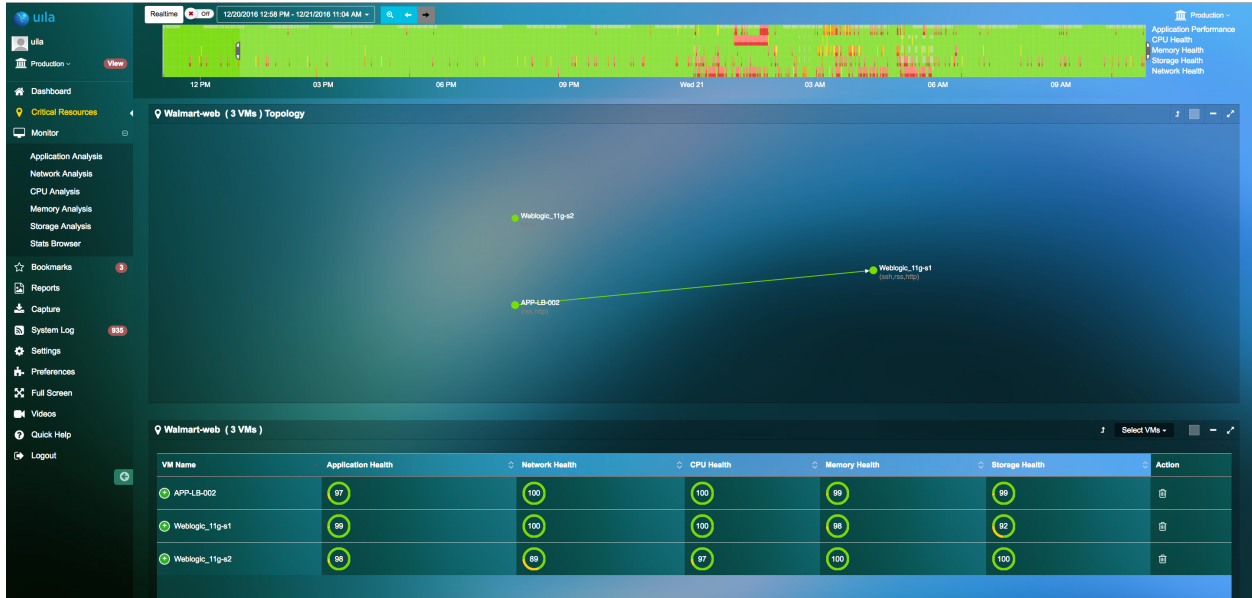 uila
Realtime Off 12/20/2016 12:58 PM - 12/21/2016 11:04 AM
Production
uila
Production View
Application Performance
CPU Health
Memory Health
Storage Health
Network Health
12 PM 03 PM 06 PM 09 PM Wed 21 03 AM 06 AM 09 AM
Dashboard
Critical Resources
Monitor
Application Analysis
Network Analysis
CPU Analysis
Memory Analysis
Storage Analysis
Stats Browser
Bookmarks 3
Reports
Capture
System Log 935
Settings
Preferences
Full Screen
Videos
Quick Help
Logout
Walmart-web ( 3 VMs ) Topology
Weblogic_11g-s2
Weblogic_11g-s1
(ssh,rss,http)
APP-LB-002
(rss,http)
Walmart-web ( 3 VMs )
Select VMs
VM Name Application Health Network Health CPU Health Memory Health Storage Health Action
APP-LB-002 97 100 100 99 99
Weblogic_11g-s1 99 100 100 98 92
Weblogic_11g-s2 98 89 97 100 100